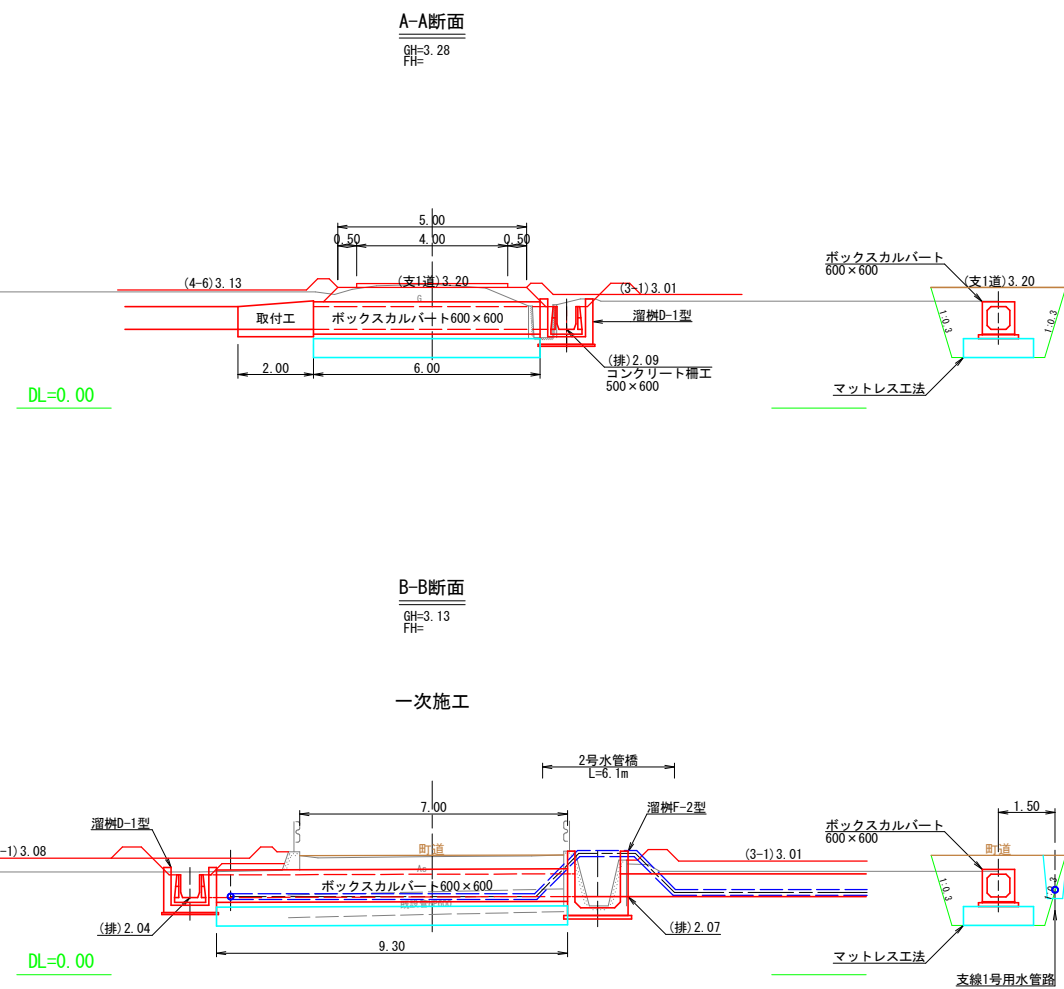 A-A断面
GH=3.28
FH=
5.00
0.50
4.00
0.50
(4-6)3.13
(支1道)3.20
(3-1)3.01
G
取付工
ボックスカルバート600×600
溜桝D-1型
(排)2.09
コンクリート柵工
500×600
2.00
6.00
DL=0.00
ボックスカルバート
600×600
(支1道)3.20
1:0.3
1:0.3
マットレス工法
B-B断面
GH=3.13
FH=
一次施工
2号水管橋
L=6.1m
7.00
溜桝D-1型
溜桝F-2型
町道
-1)3.08
(3-1)3.01
As
ボックスカルバート600×600
(排)2.04
(排)2.07
9.30
DL=0.00
1.50
ボックスカルバート
600×600
町道
1:0.3
1:0.3
マットレス工法
支線1号用水管路